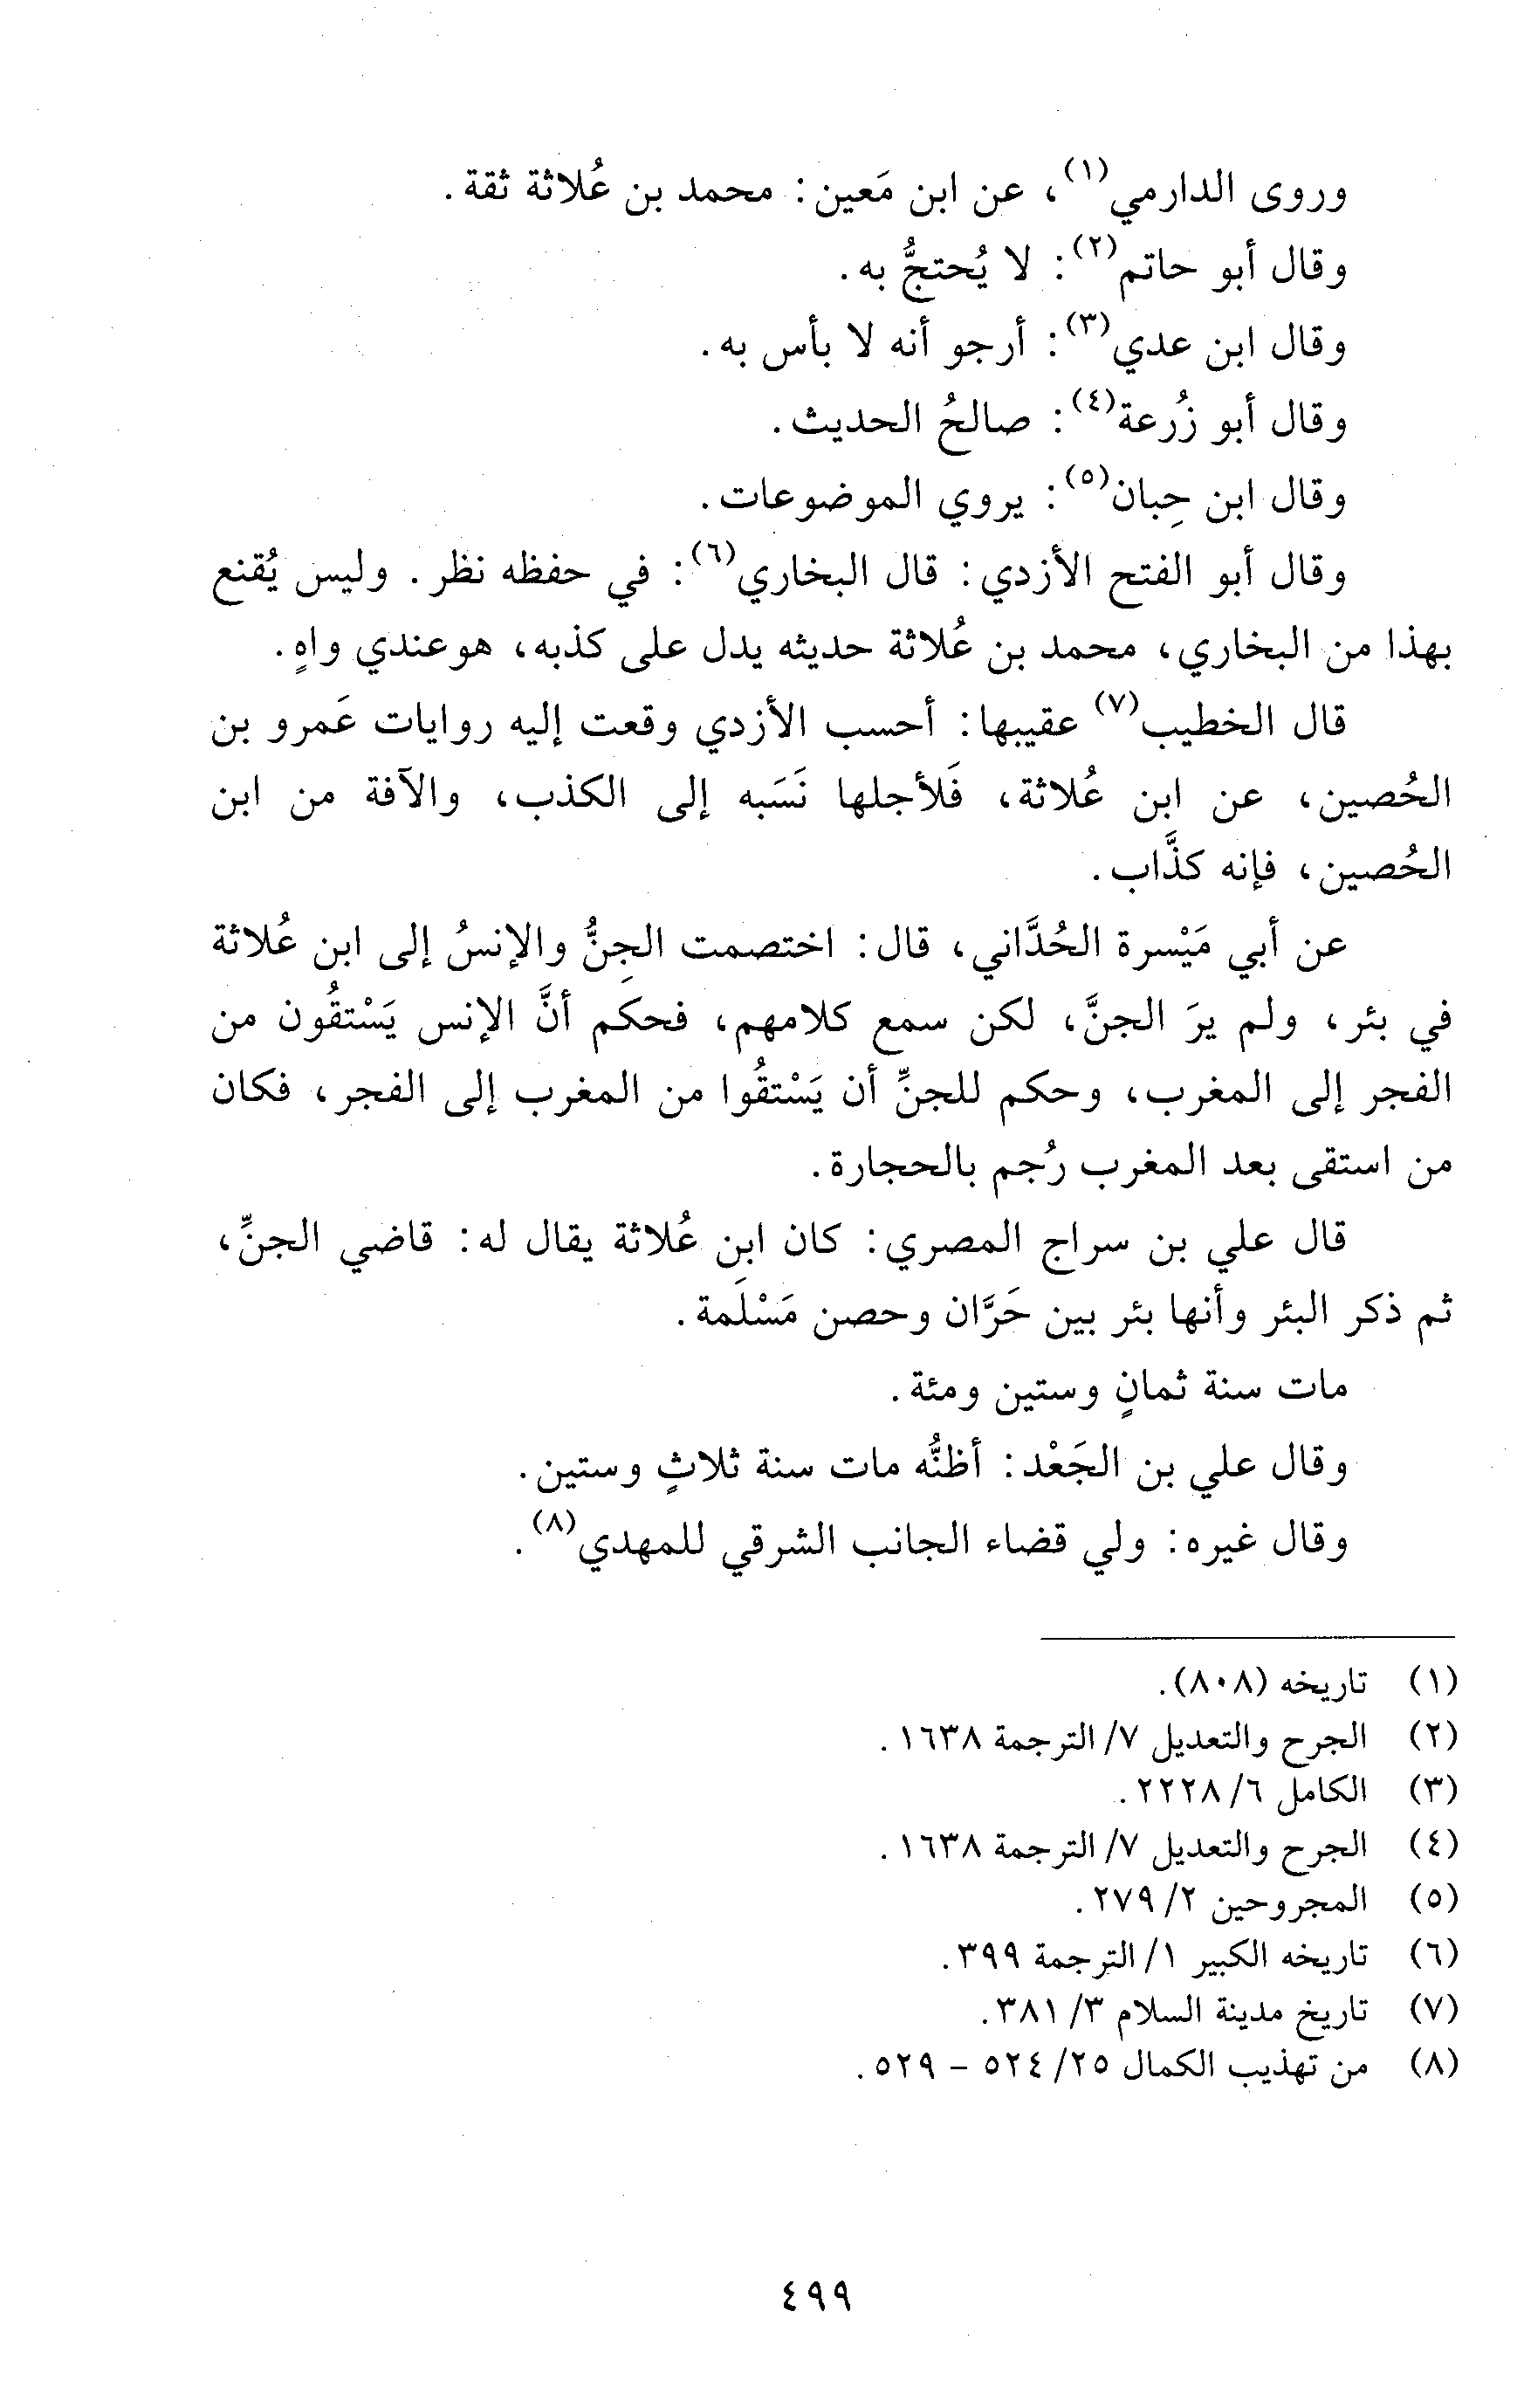 وروى الدارمي(١)، عن ابن مَعين: محمد بن عُلاثة ثقة.
وقال أبو حاتم(٢): لا يُحتجُّ به.
وقال ابن عدي(٣): أرجو أنه لا بأس به.
وقال أبو زُرعة(٤): صالحُ الحديث.
وقال ابن حِبان(٥): يروي الموضوعات.
وقال أبو الفتح الأزدي: قال البخاري(٦): في حفظه نظر. وليس يُقنع
بهذا من البخاري، محمد بن عُلاثة حديثه يدل على كذبه، هو عندي واهٍ.
قال الخطيب(٧) عقيبها: أحسب الأزدي وقعت إليه روايات عَمرو بن
الحُصين، عن ابن عُلاثة، فَلأجلها نَسَبه إلى الكذب، والآفة من ابن
الحُصين، فإنه كذَّاب.
عن أبي مَيْسرة الحُدَّاني، قال: اختصمت الجِنُّ والإنسُ إلى ابن عُلاثة
في بئر، ولم يرَ الجنَّ، لكن سمع كلامهم، فحكم أنَّ الإنس يَسْتقُون من
الفجر إلى المغرب، وحكم للجنِّ أن يَسْتقُوا من المغرب إلى الفجر، فكان
من استقى بعد المغرب رُجم بالحجارة.
قال علي بن سراج المصري: كان ابن عُلاثة يقال له: قاضي الجنِّ،
ثم ذكر البئر وأنها بئر بين حَرَّان وحصن مَسْلَمة.
مات سنة ثمانٍ وستين ومئة.
وقال علي بن الجَعْد: أظنُّه مات سنة ثلاثٍ وستين.
وقال غيره: ولي قضاء الجانب الشرقي للمهدي(٨).
(١) تاريخه (٨٠٨).
(٢) الجرح والتعديل ٧/ الترجمة ١٦٣٨.
(٣) الكامل ٦/ ٢٢٢٨.
(٤) الجرح والتعديل ٧/ الترجمة ١٦٣٨.
(٥) المجروحين ٢/ ٢٧٩.
(٦) تاريخه الكبير ١/ الترجمة ٣٩٩.
(٧) تاريخ مدينة السلام ٣/ ٣٨١.
(٨) من تهذيب الكمال ٢٥/ ٥٢٤ - ٥٢٩.
٤٩٩